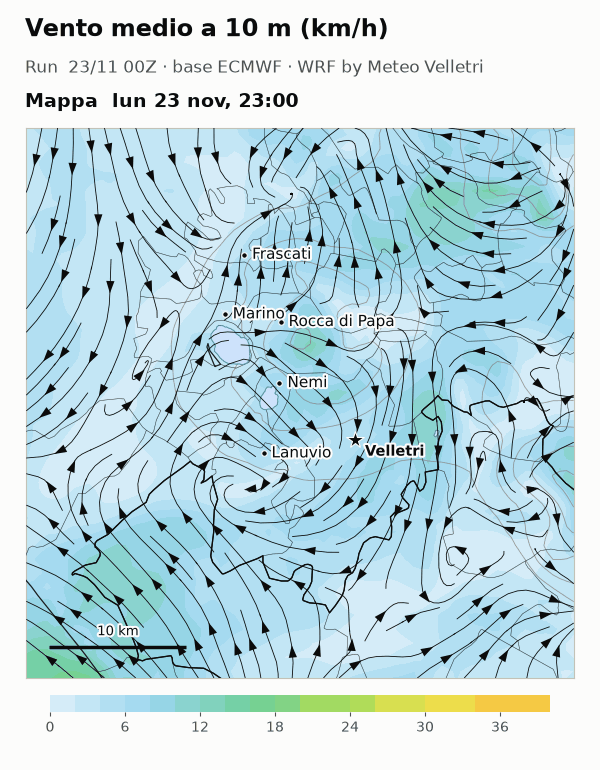 Vento medio a 10 m (km/h)
Run  23/11 00Z · base ECMWF · WRF by Meteo Velletri
Mappa  lun 23 nov, 23:00
Frascati
Marino
Rocca di Papa
Nemi
Velletri
Lanuvio
10 km
0 6 12 18 24 30 36